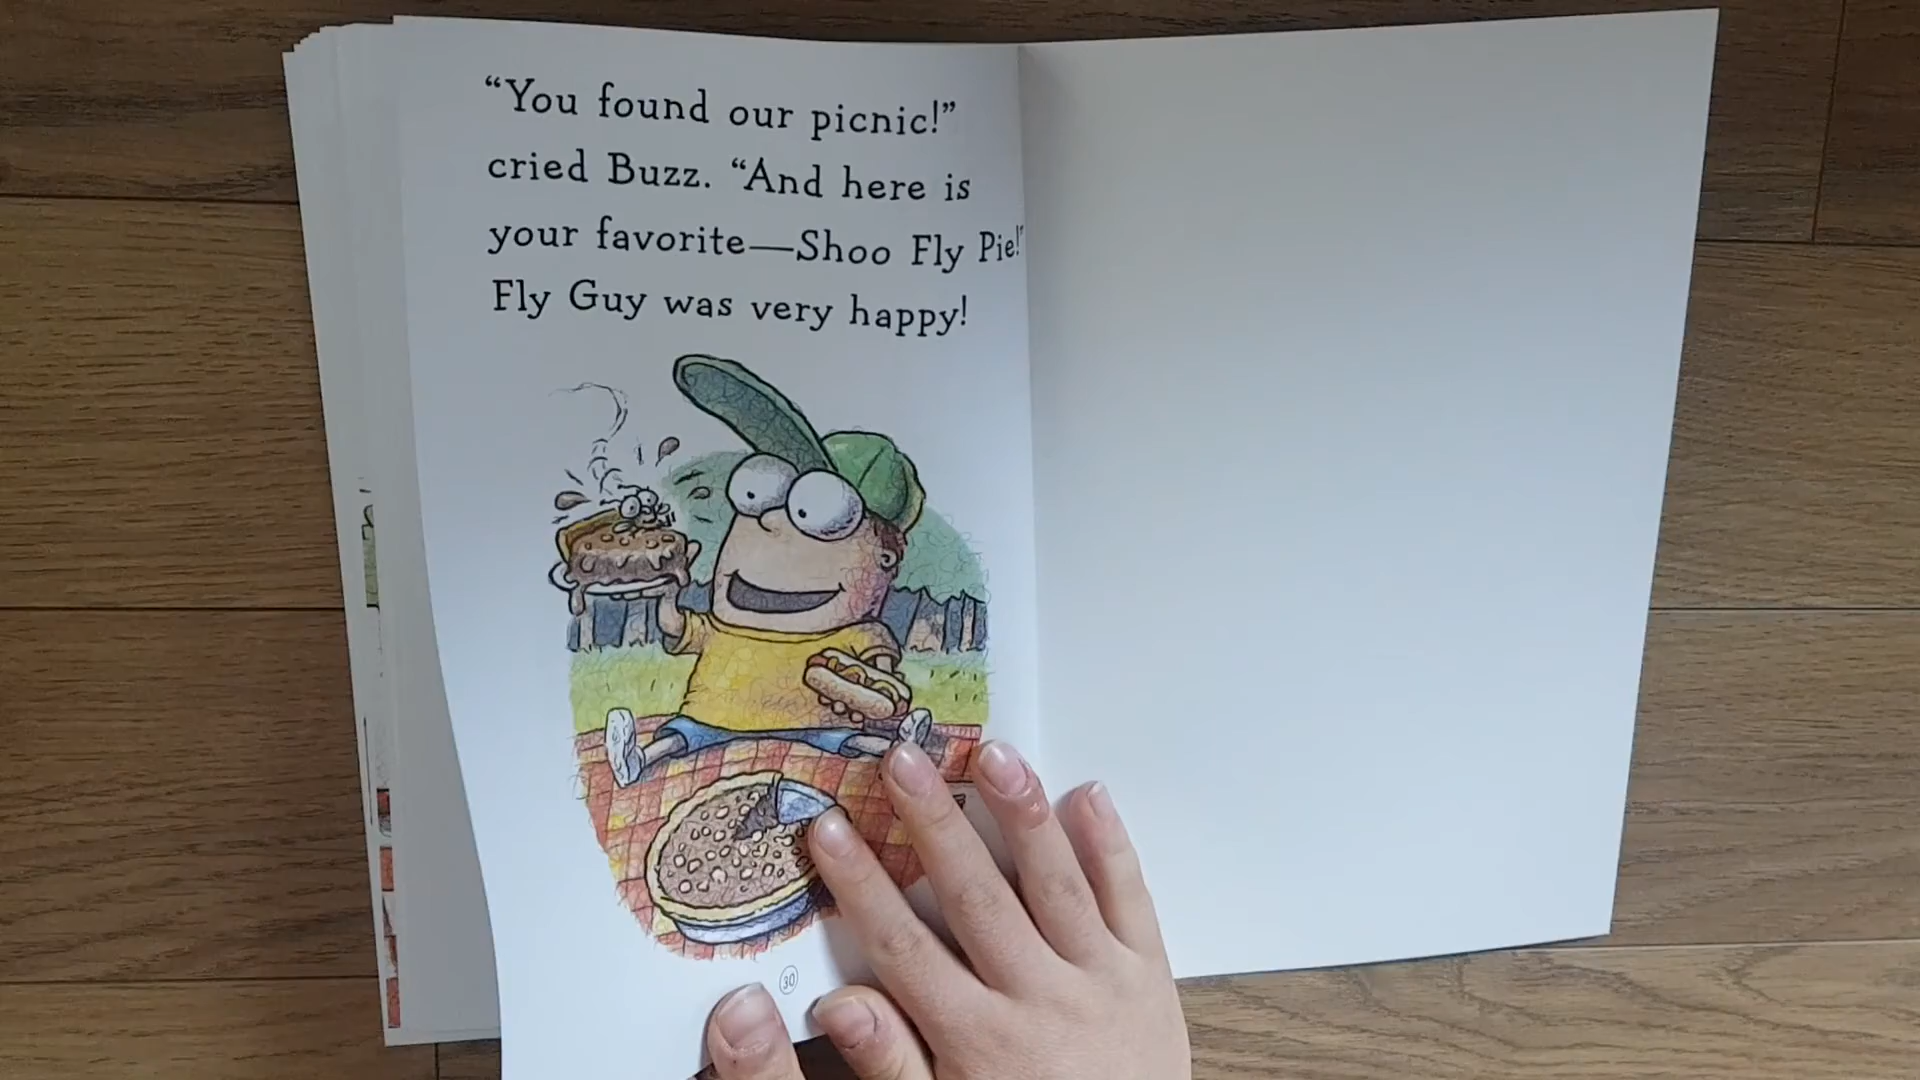 “You found our picnic!”
cried Buzz. “And here is
your favorite—Shoo Fly Pie!”
Fly Guy was very happy!
30